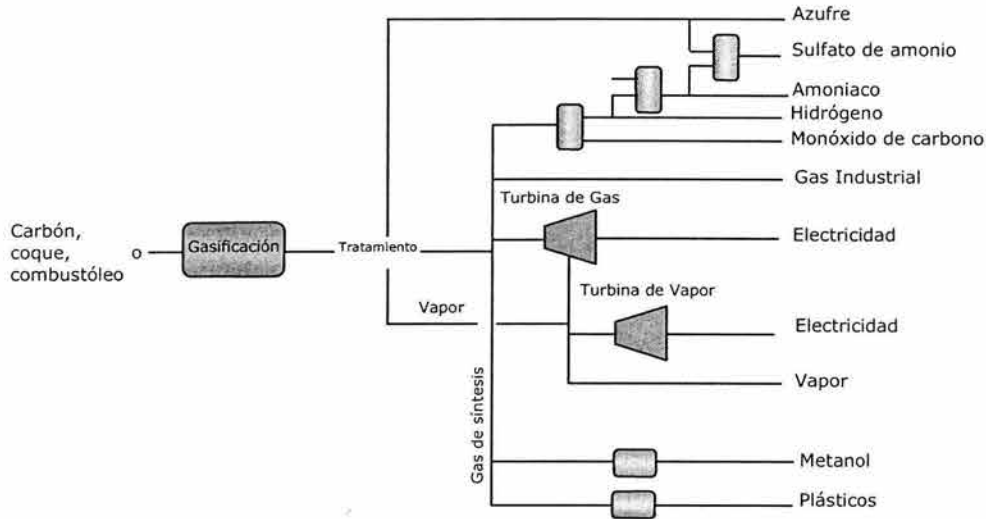 Azufre
Sulfato de amonio
Amoniaco
Hidrógeno
Monóxido de carbono
Gas Industrial
Turbina de Gas
Electricidad
Carbón,
coque, o
combustóleo
Gasificación
Tratamiento
Turbina de Vapor
Vapor
Electricidad
Vapor
Gas de síntesis
Metanol
Plásticos